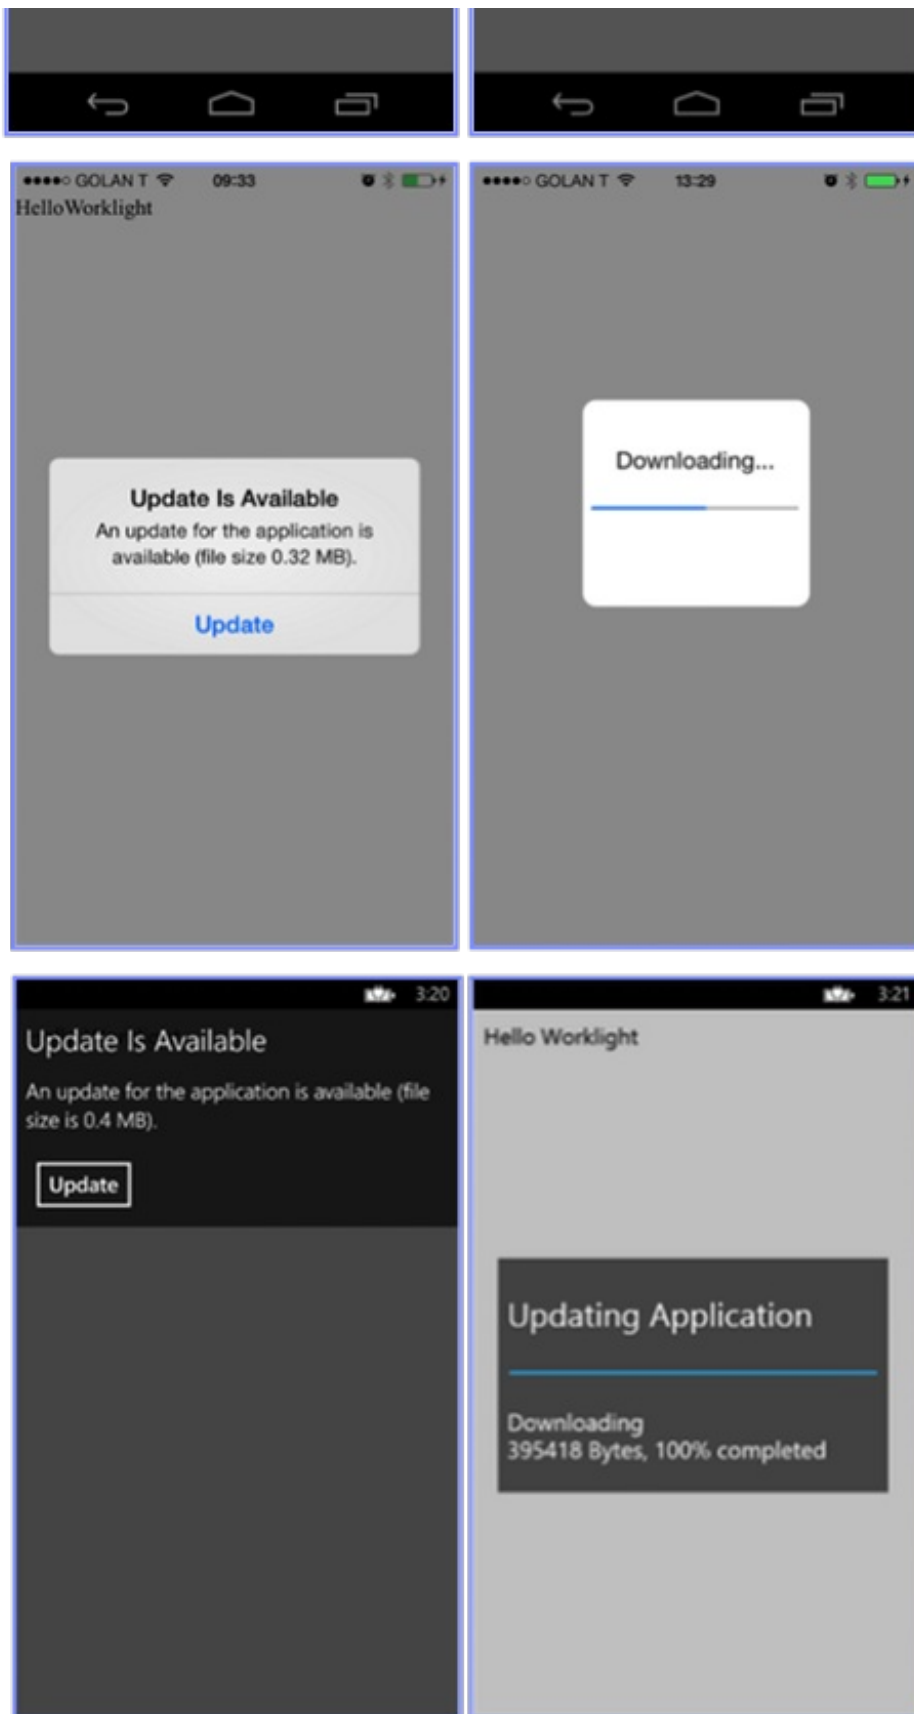 GOLAN T 09:33
HelloWorklight
Update Is Available
An update for the application is
available (file size 0.32 MB).
Update
GOLAN T 13:29
Downloading...
3:20
Update Is Available
An update for the application is available (file
size is 0.4 MB).
Update
3:21
Hello Worklight
Updating Application
Downloading
395418 Bytes, 100% completed